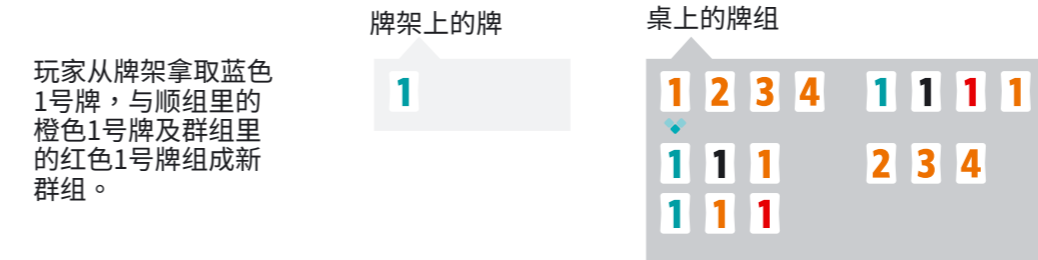 牌架上的牌
桌上的牌组
玩家从牌架拿取蓝色
1号牌，与顺组里的
橙色1号牌及群组里
的红色1号牌组成新
群组。
1
1 2 3 4 1 1 1 1
1 1 1 2 3 4
1 1 1